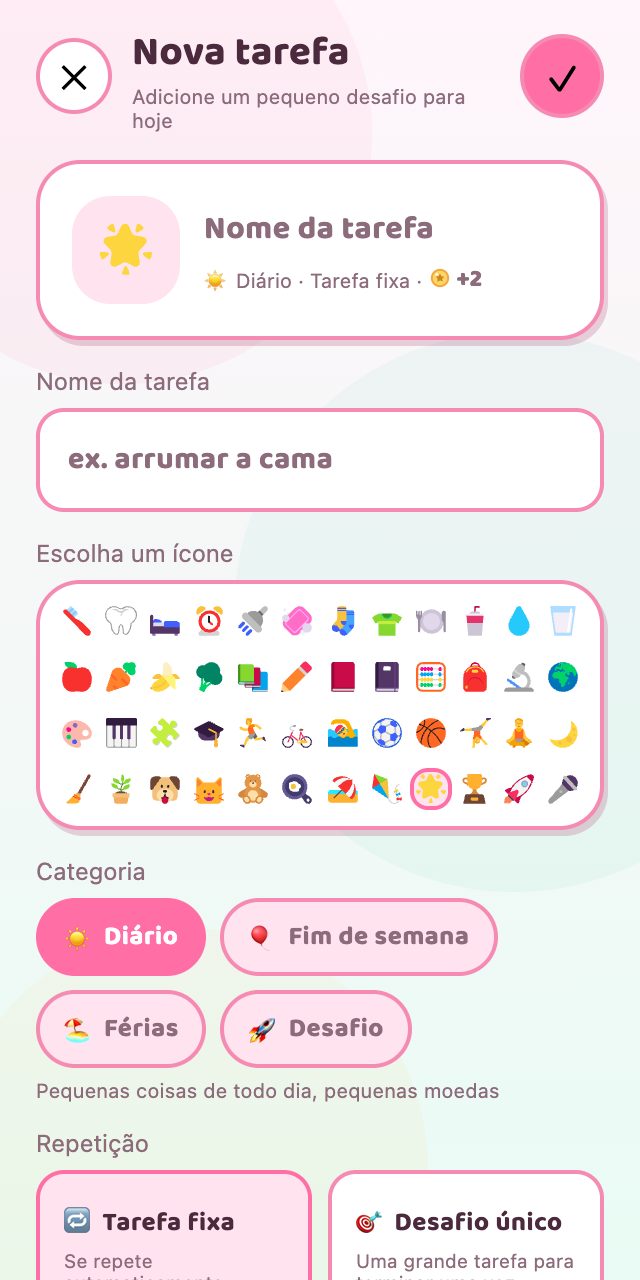 Nova tarefa
Adicione um pequeno desafio para
hoje
Nome da tarefa
Diário · Tarefa fixa · +2
Nome da tarefa
ex. arrumar a cama
Escolha um ícone
Categoria
Diário
Fim de semana
Férias
Desafio
Pequenas coisas de todo dia, pequenas moedas
Repetição
Tarefa fixa
Se repete
Desafio único
Uma grande tarefa para